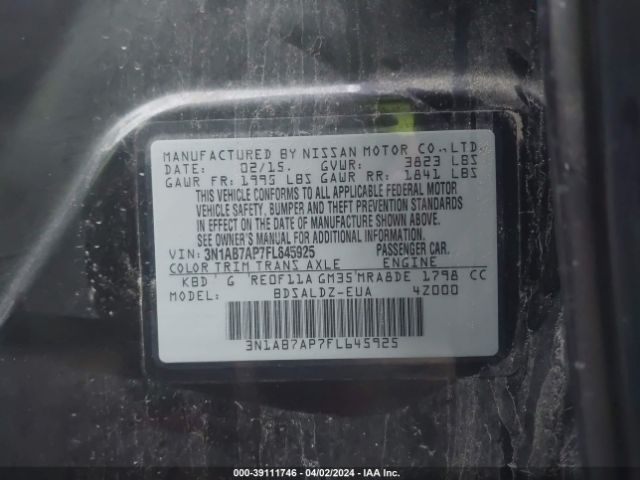 MANUFACTURED BY NISSAN MOTOR CO.,LTD.
DATE: 02/15. GVWR: 3823 LBS
GAWR FR: 1995 LBS GAWR RR: 1841 LBS
THIS VEHICLE CONFORMS TO ALL APPLICABLE FEDERAL MOTOR
VEHICLE SAFETY, BUMPER AND THEFT PREVENTION STANDARDS
IN EFFECT ON THE DATE OF MANUFACTURE SHOWN ABOVE.
SEE OWNER'S MANUAL FOR ADDITIONAL INFORMATION.
VIN: 3N1AB7AP7FL645925 PASSENGER CAR.
COLOR TRIM TRANS AXLE ENGINE
KBD G RE0F11A GM35 MRA8DE 1798 CC
MODEL: BDSALDZ-EUA 4Z000
3N1AB7AP7FL645925
000-39111746 - 04/02/2024 - IAA Inc.